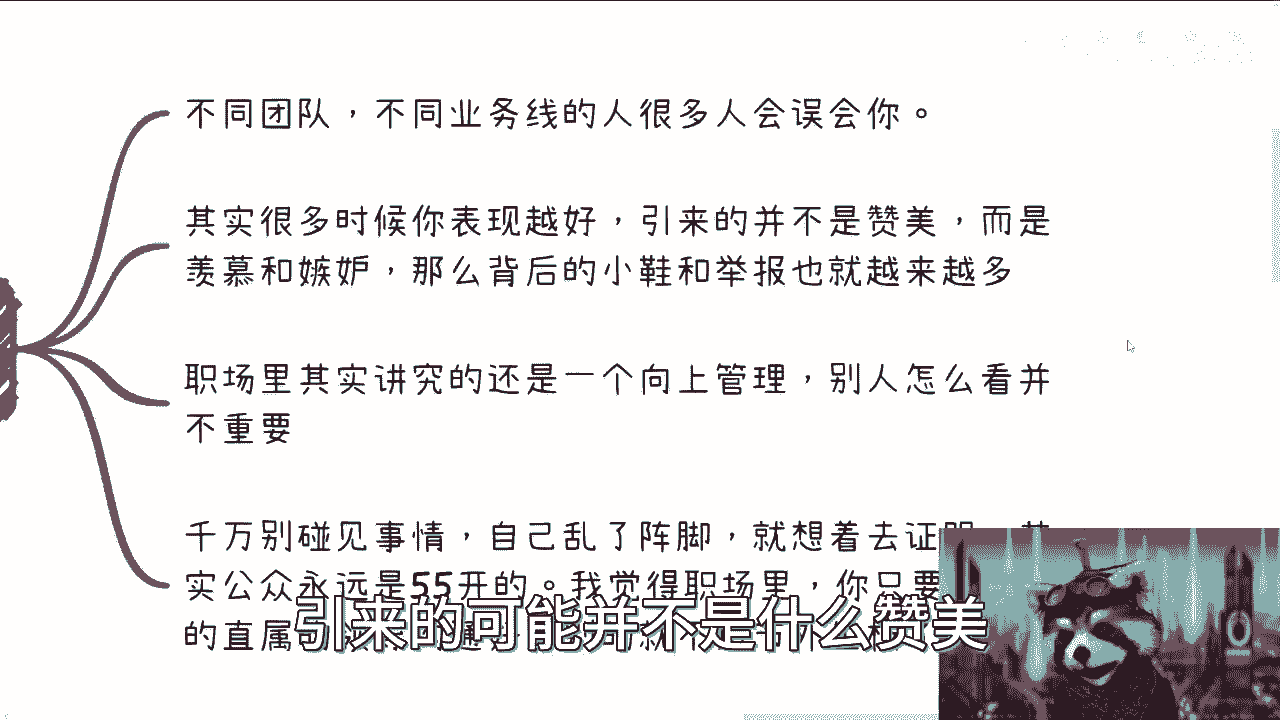 不同团队，不同业务线的人很多人会误会你。
其实很多时候你表现越好，引来的并不是赞美，而是
羡慕和嫉妒，那么背后的小鞋和举报也就越来越多
职场里其实讲究的还是一个向上管理，别人怎么看并
不重要
千万别碰见事情，自己乱了阵脚，就想着去证
实公众永远是55开的。我觉得职场里，你只要
的直属
引来的可能并不是什么赞美